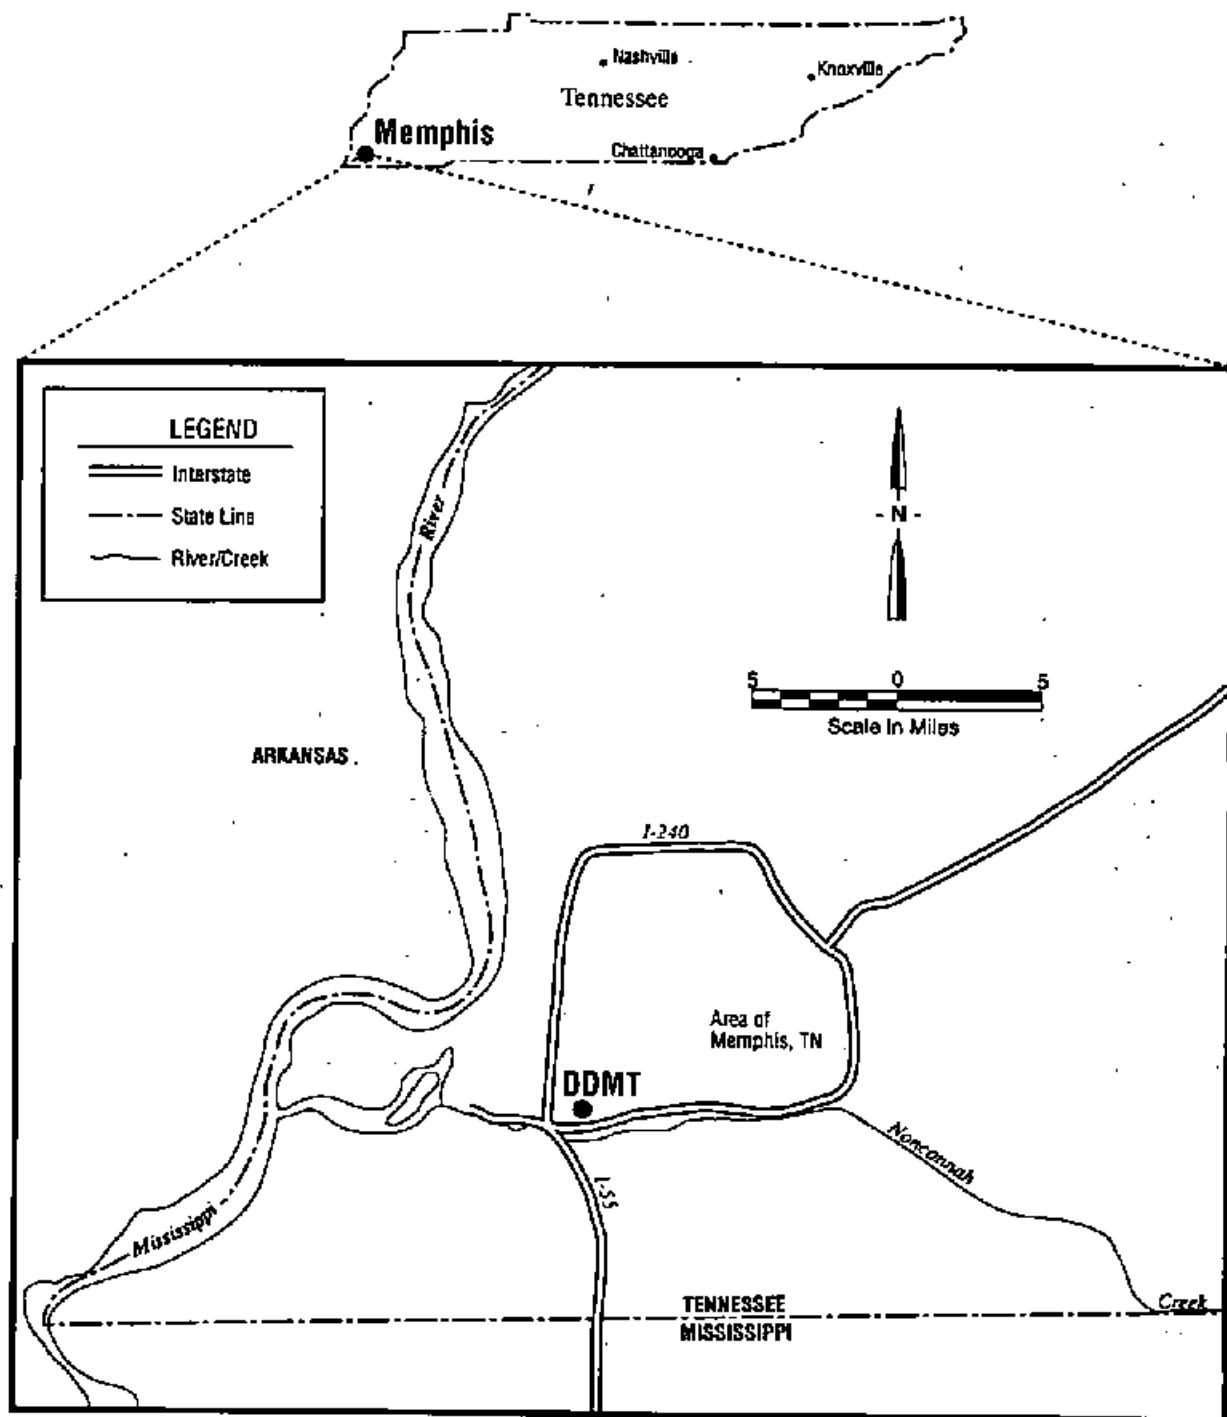 Nashville
Knoxville
Tennessee
Memphis
Chattanooga
LEGEND
Interstate
State Line
River/Creek
River
- N -
5 0 5
Scale in Miles
ARKANSAS
I-240
Area of
Memphis, TN
DDMT
Nonconnah
I-55
Mississippi
Creek
TENNESSEE
MISSISSIPPI